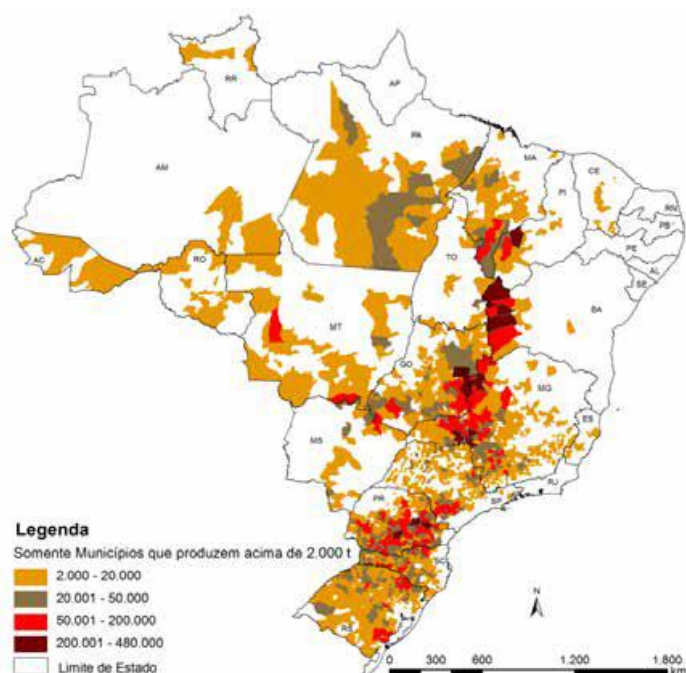 RR
AP
AM
PA
MA
CE
RN
PB
PI
PE
AL
SE
AC
RO
TO
BA
MT
GO
MG
ES
MS
RJ
SP
PR
SC
RS
Legenda
Somente Municípios que produzem acima de 2.000 t
2.000 - 20.000
20.001 - 50.000
50.001 - 200.000
200.001 - 480.000
Limite de Estado
N
0 300 600 1.200 1.800
km